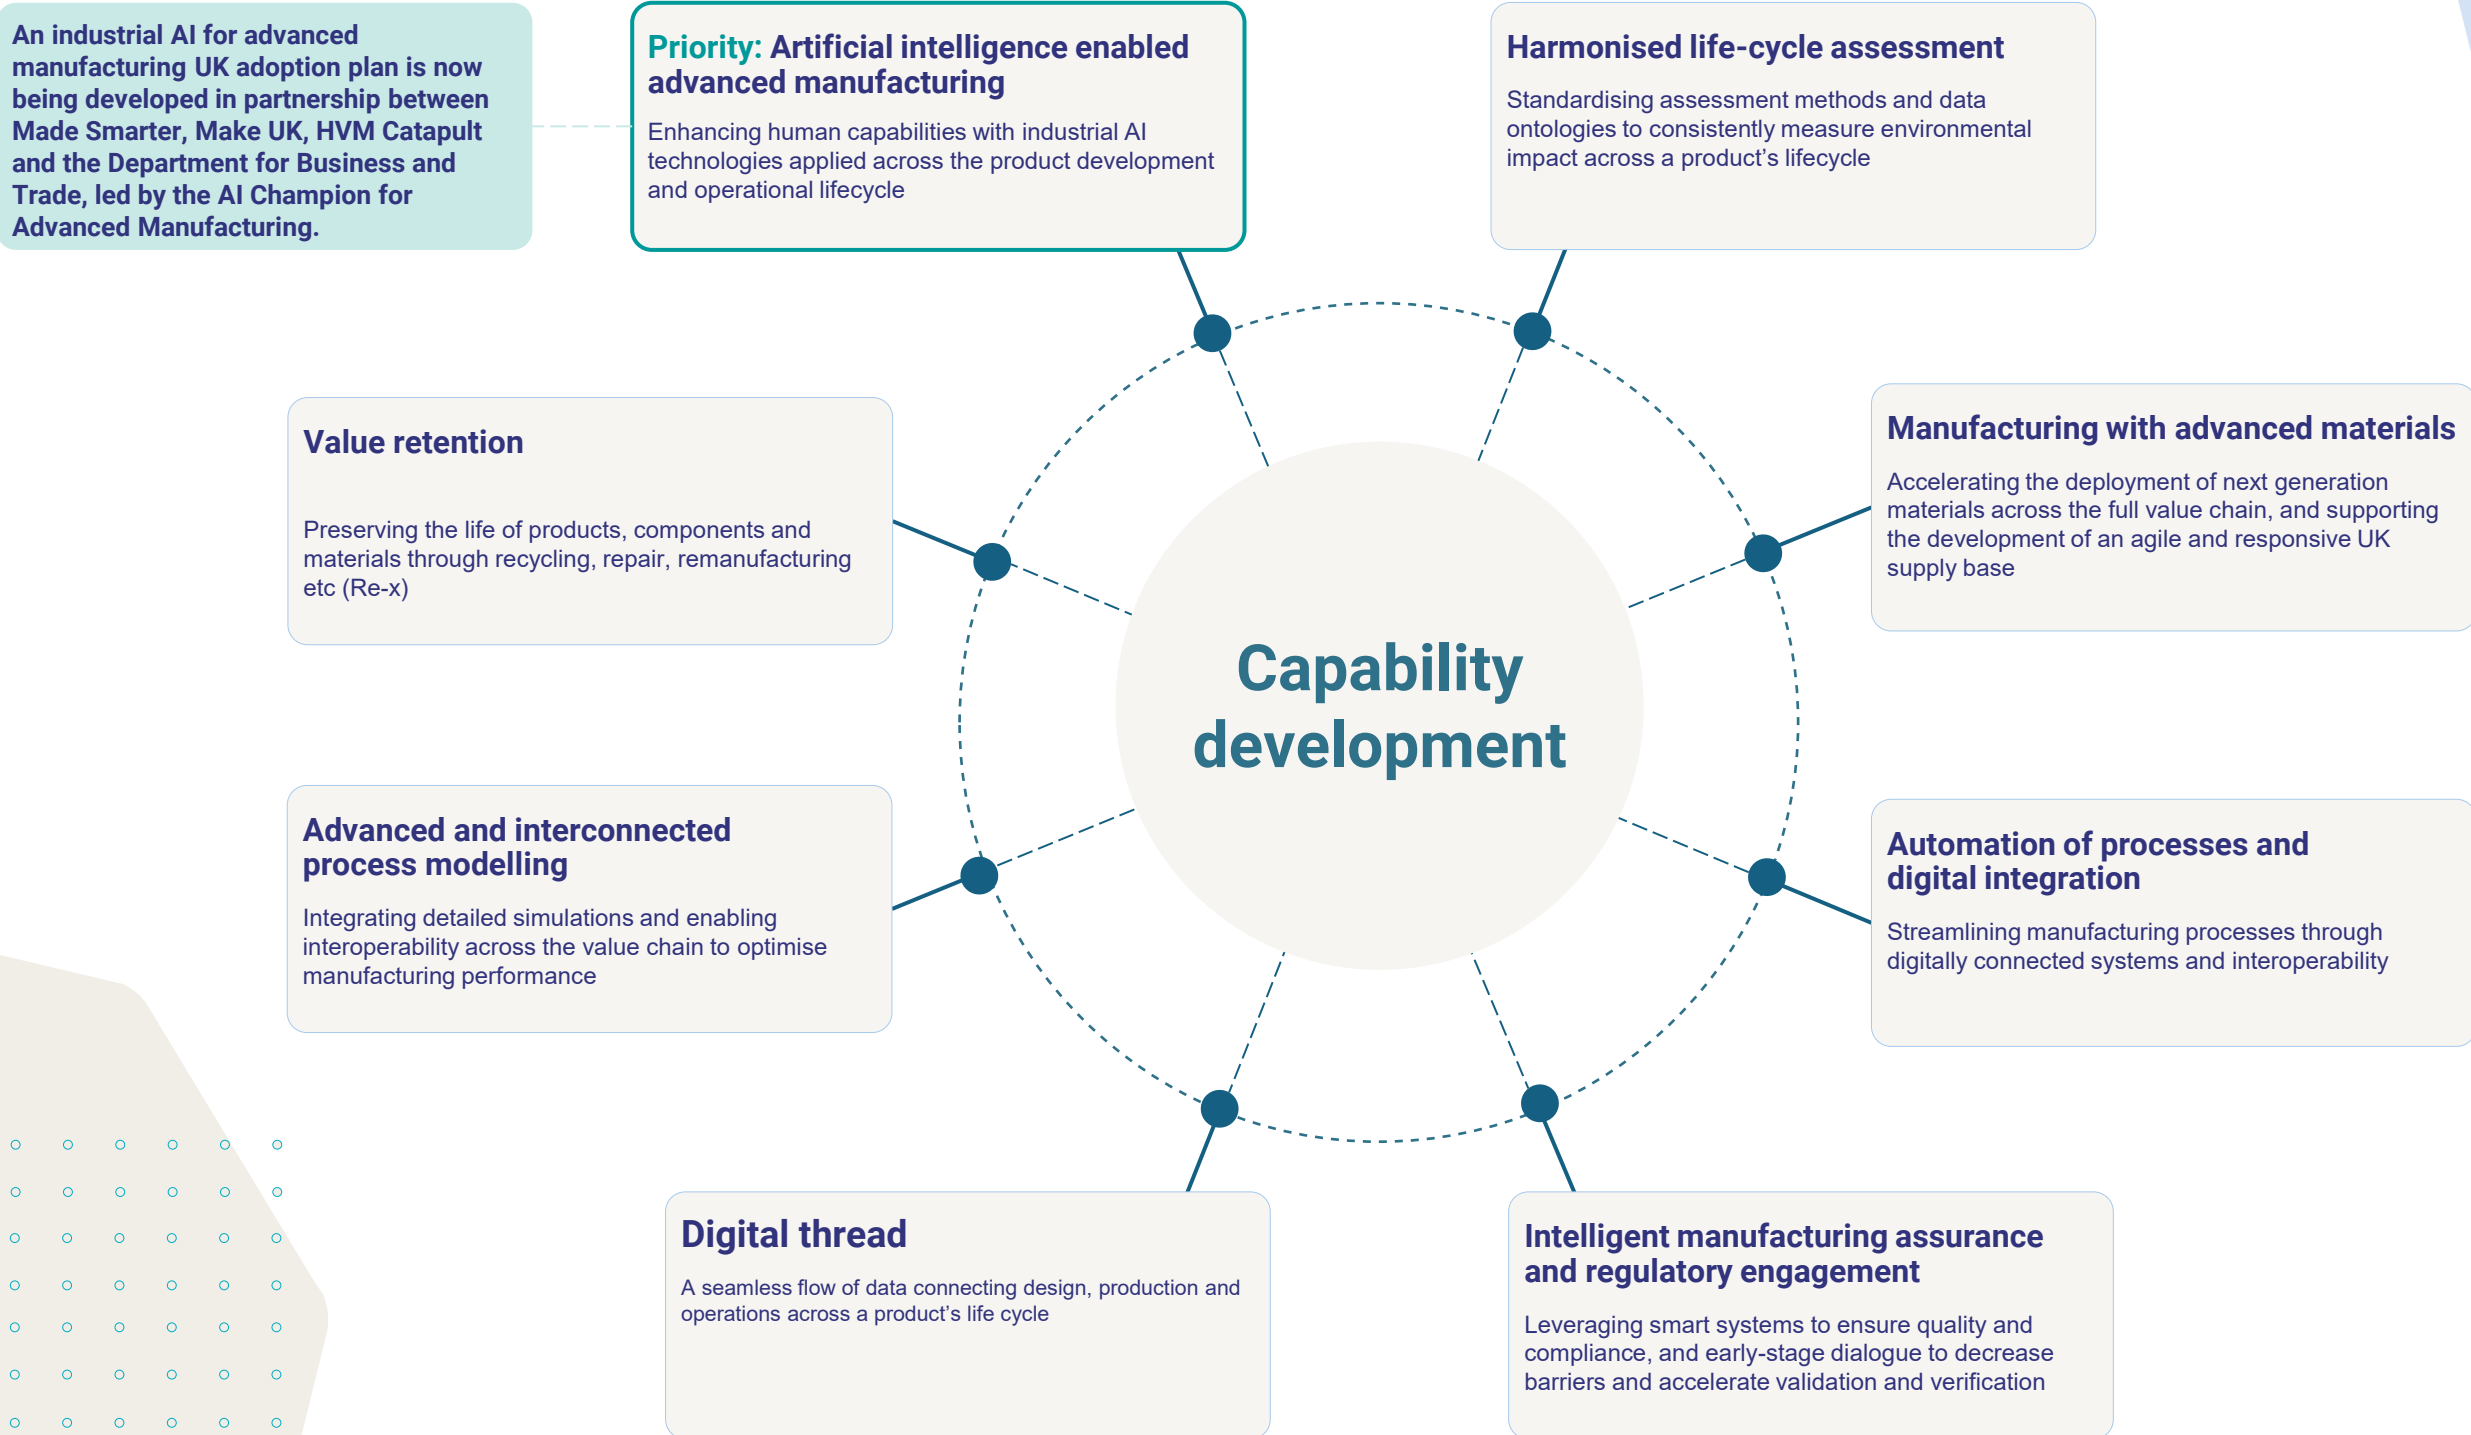 An industrial AI for advanced
manufacturing UK adoption plan is now
being developed in partnership between
Made Smarter, Make UK, HVM Catapult
and the Department for Business and
Trade, led by the AI Champion for
Advanced Manufacturing.
Priority: Artificial intelligence enabled
advanced manufacturing
Enhancing human capabilities with industrial AI
technologies applied across the product development
and operational lifecycle
Harmonised life-cycle assessment
Standardising assessment methods and data
ontologies to consistently measure environmental
impact across a product’s lifecycle
Value retention
Preserving the life of products, components and
materials through recycling, repair, remanufacturing
etc (Re-x)
Manufacturing with advanced materials
Accelerating the deployment of next generation
materials across the full value chain, and supporting
the development of an agile and responsive UK
supply base
Capability
development
Advanced and interconnected
process modelling
Integrating detailed simulations and enabling
interoperability across the value chain to optimise
manufacturing performance
Automation of processes and
digital integration
Streamlining manufacturing processes through
digitally connected systems and interoperability
Digital thread
A seamless flow of data connecting design, production and
operations across a product’s life cycle
Intelligent manufacturing assurance
and regulatory engagement
Leveraging smart systems to ensure quality and
compliance, and early-stage dialogue to decrease
barriers and accelerate validation and verification